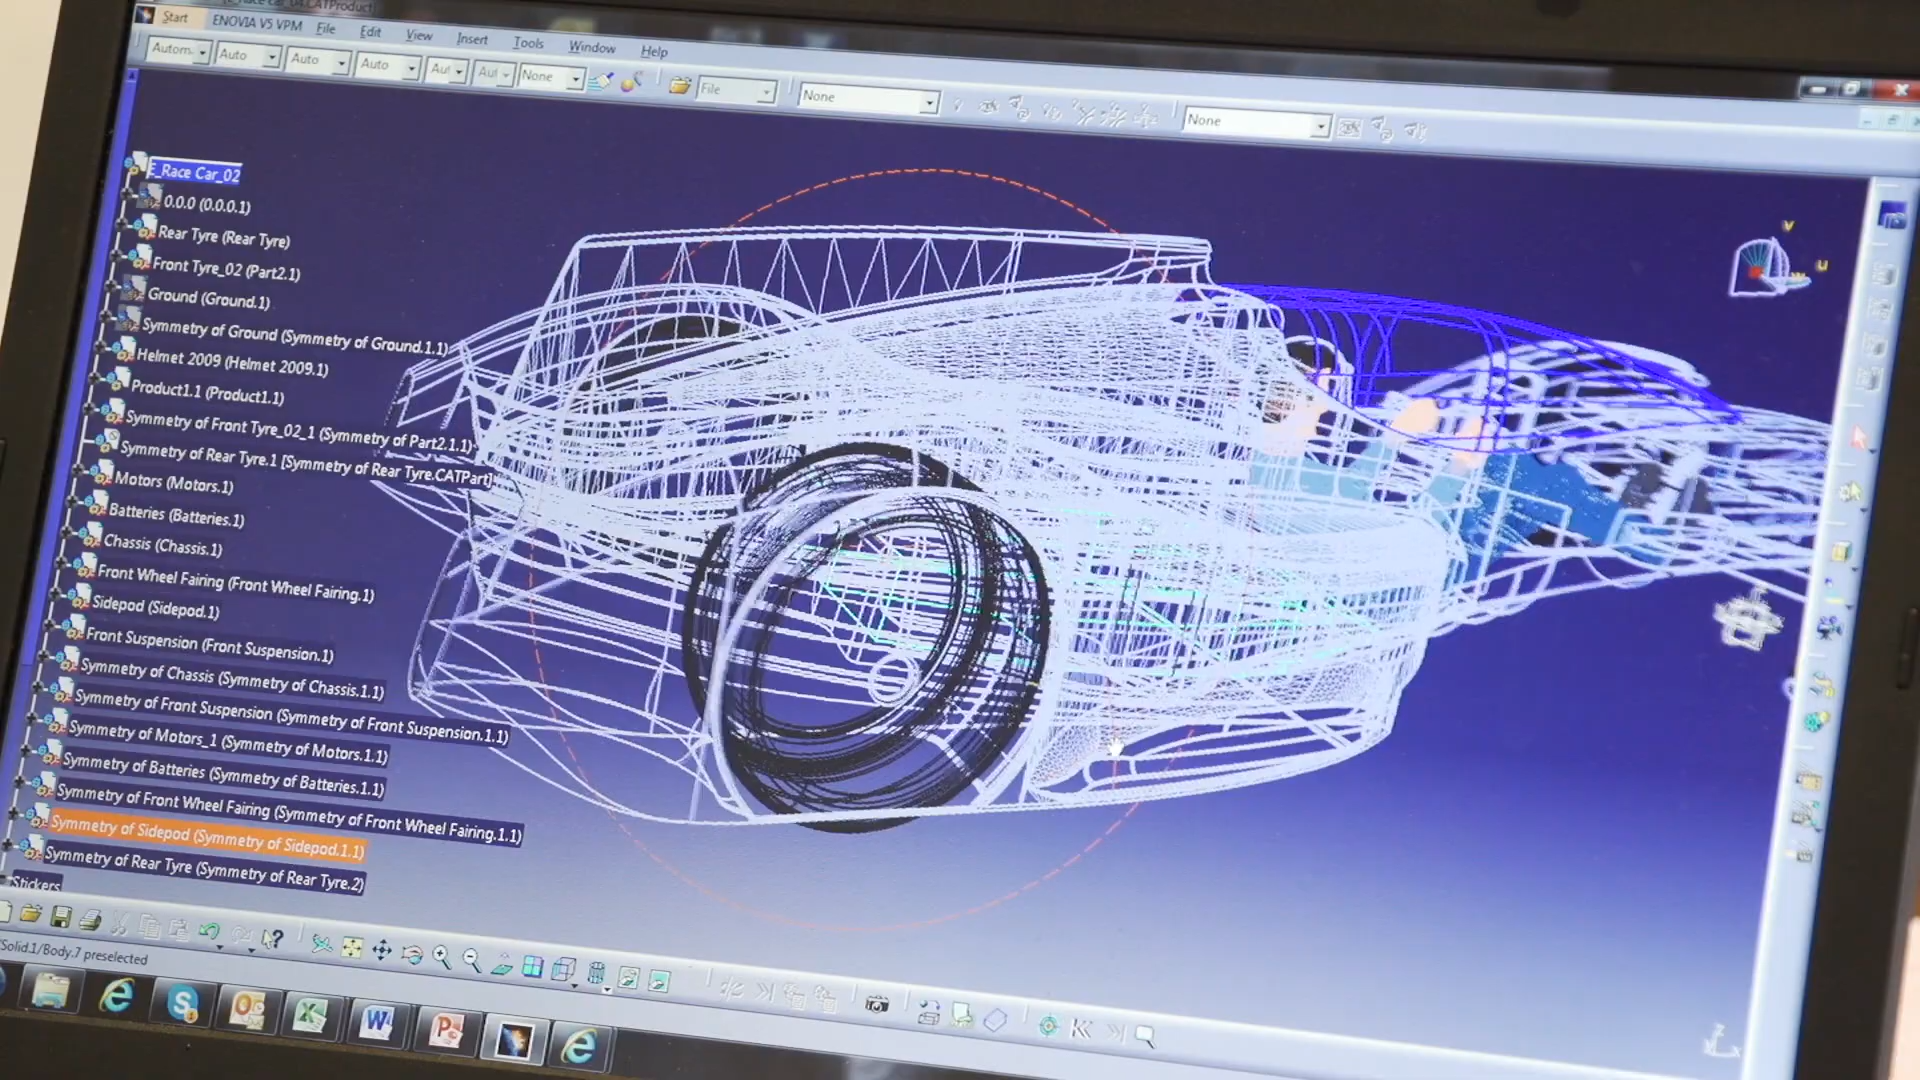 Start ENOVIA V5 VPM File Edit View Insert Tools Window Help
Autom Auto Auto Auto Aut Aut None File None None
E_Race Car_02
0.0.0 (0.0.0.1)
Rear Tyre (Rear Tyre)
Front Tyre_02 (Part2.1)
Ground (Ground.1)
Symmetry of Ground (Symmetry of Ground.1.1)
Helmet 2009 (Helmet 2009.1)
Product1.1 (Product1.1)
Symmetry of Front Tyre_02_1 (Symmetry of Part2.1.1)
Symmetry of Rear Tyre.1 [Symmetry of Rear Tyre.CATPart]
Motors (Motors.1)
Batteries (Batteries.1)
Chassis (Chassis.1)
Front Wheel Fairing (Front Wheel Fairing.1)
Sidepod (Sidepod.1)
Front Suspension (Front Suspension.1)
Symmetry of Chassis (Symmetry of Chassis.1.1)
Symmetry of Front Suspension (Symmetry of Front Suspension.1.1)
Symmetry of Motors_1 (Symmetry of Motors.1.1)
Symmetry of Batteries (Symmetry of Batteries.1.1)
Symmetry of Front Wheel Fairing (Symmetry of Front Wheel Fairing.1.1)
Symmetry of Sidepod (Symmetry of Sidepod.1.1)
Symmetry of Rear Tyre (Symmetry of Rear Tyre.2)
Stickers
Solid.1/Body.7 preselected